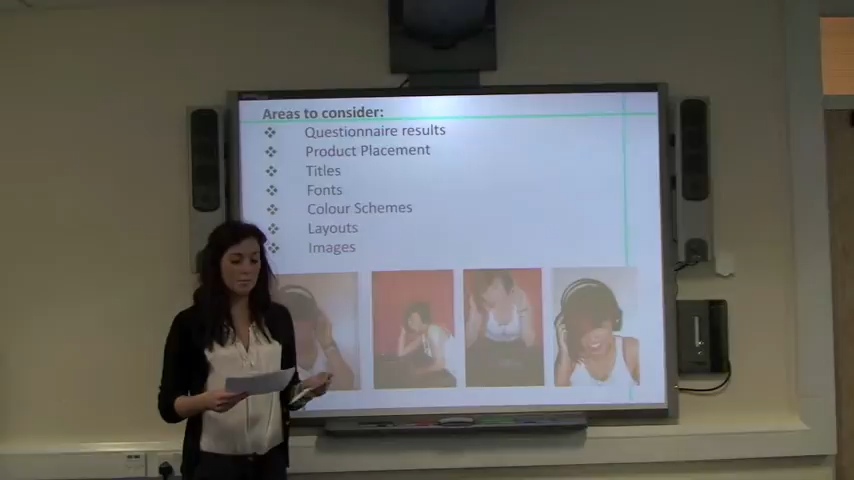 Areas to consider:
Questionnaire results
Product Placement
Titles
Fonts
Colour Schemes
Layouts
Images